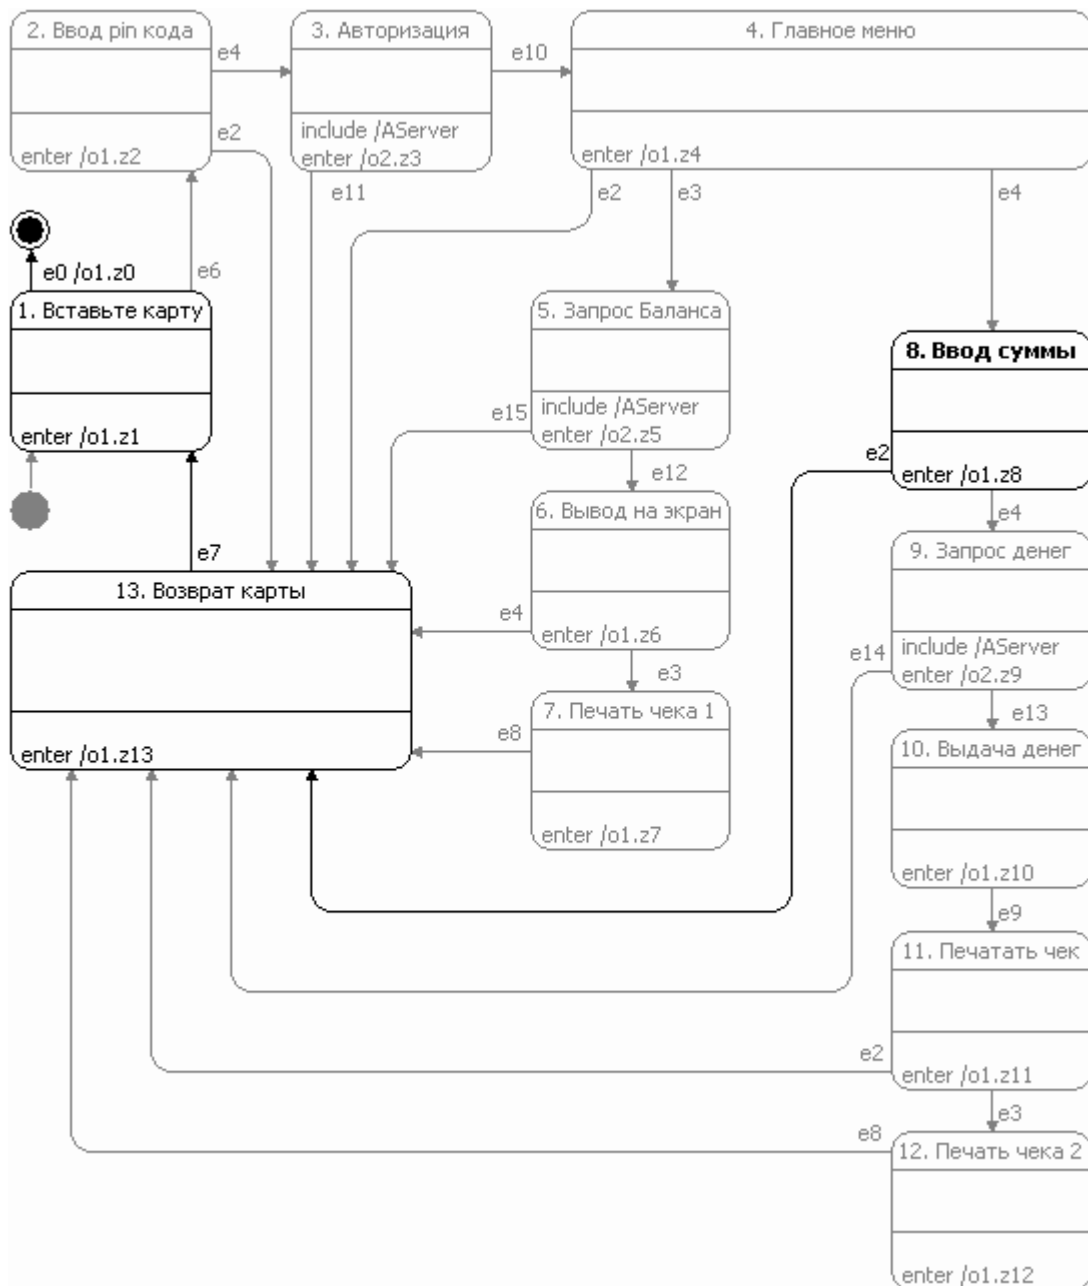 2. Ввод pin кода
e4
3. Авторизация
e10
4. Главное меню
enter /o1.z2
e2
include /AServer
enter /o2.z3
enter /o1.z4
e11
e2
e3
e4
e0 /o1.z0
e6
1. Вставьте карту
enter /o1.z1
5. Запрос Баланса
include /AServer
enter /o2.z5
e15
e12
8. Ввод суммы
e2
enter /o1.z8
e4
6. Вывод на экран
enter /o1.z6
e4
e3
9. Запрос денег
include /AServer
enter /o2.z9
e14
e13
e7
13. Возврат карты
enter /o1.z13
7. Печать чека 1
e8
enter /o1.z7
10. Выдача денег
enter /o1.z10
e9
11. Печатать чек
e2
enter /o1.z11
e3
e8
12. Печать чека 2
enter /o1.z12